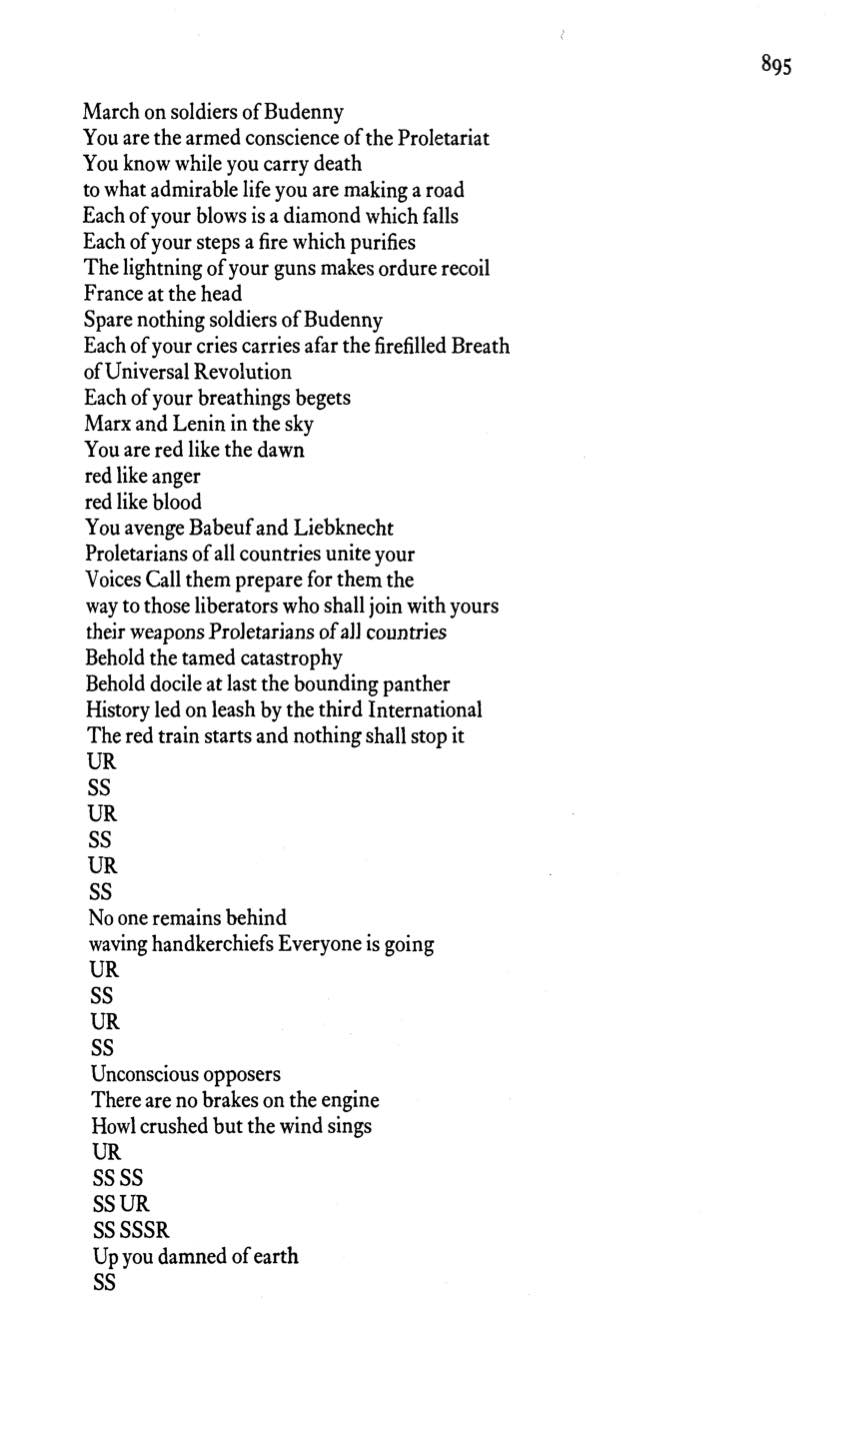 895
March on soldiers of Budenny
You are the armed conscience of the Proletariat
You know while you carry death
to what admirable life you are making a road
Each of your blows is a diamond which falls
Each of your steps a fire which purifies
The lightning of your guns makes ordure recoil
France at the head
Spare nothing soldiers of Budenny
Each of your cries carries afar the firefilled Breath
of Universal Revolution
Each of your breathings begets
Marx and Lenin in the sky
You are red like the dawn
red like anger
red like blood
You avenge Babeuf and Liebknecht
Proletarians of all countries unite your
Voices Call them prepare for them the
way to those liberators who shall join with yours
their weapons Proletarians of all countries
Behold the tamed catastrophy
Behold docile at last the bounding panther
History led on leash by the third International
The red train starts and nothing shall stop it
UR
SS
UR
SS
UR
SS
No one remains behind
waving handkerchiefs Everyone is going
UR
SS
UR
SS
Unconscious opposers
There are no brakes on the engine
Howl crushed but the wind sings
UR
SS SS
SS UR
SS SSSR
Up you damned of earth
SS